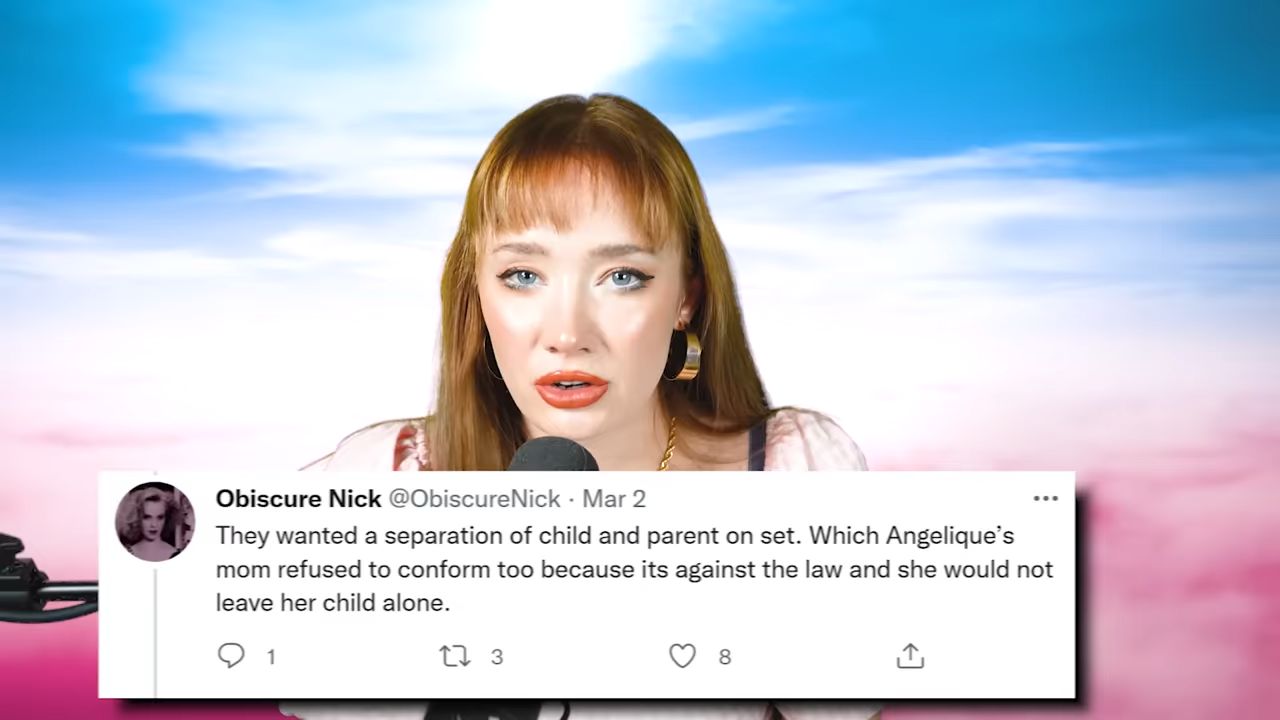 Obiscure Nick @ObiscureNick · Mar 2
They wanted a separation of child and parent on set. Which Angelique’s
mom refused to conform too because its against the law and she would not
leave her child alone.
1 3 8